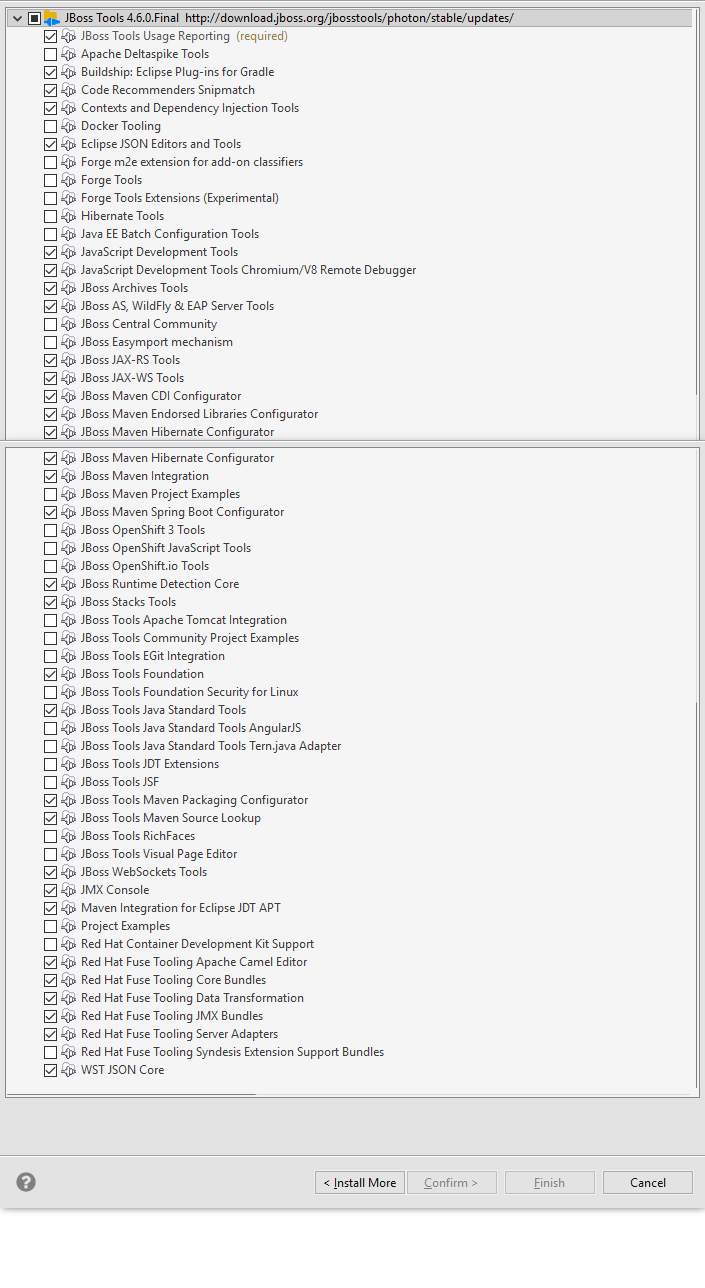 JBoss Tools 4.6.0.Final http://download.jboss.org/jbosstools/photon/stable/updates/
JBoss Tools Usage Reporting (required)
Apache Deltaspike Tools
Buildship: Eclipse Plug-ins for Gradle
Code Recommenders Snipmatch
Contexts and Dependency Injection Tools
Docker Tooling
Eclipse JSON Editors and Tools
Forge m2e extension for add-on classifiers
Forge Tools
Forge Tools Extensions (Experimental)
Hibernate Tools
Java EE Batch Configuration Tools
JavaScript Development Tools
JavaScript Development Tools Chromium/V8 Remote Debugger
JBoss Archives Tools
JBoss AS, WildFly & EAP Server Tools
JBoss Central Community
JBoss Easymport mechanism
JBoss JAX-RS Tools
JBoss JAX-WS Tools
JBoss Maven CDI Configurator
JBoss Maven Endorsed Libraries Configurator
JBoss Maven Hibernate Configurator
JBoss Maven Hibernate Configurator
JBoss Maven Integration
JBoss Maven Project Examples
JBoss Maven Spring Boot Configurator
JBoss OpenShift 3 Tools
JBoss OpenShift JavaScript Tools
JBoss OpenShift.io Tools
JBoss Runtime Detection Core
JBoss Stacks Tools
JBoss Tools Apache Tomcat Integration
JBoss Tools Community Project Examples
JBoss Tools EGit Integration
JBoss Tools Foundation
JBoss Tools Foundation Security for Linux
JBoss Tools Java Standard Tools
JBoss Tools Java Standard Tools AngularJS
JBoss Tools Java Standard Tools Tern.java Adapter
JBoss Tools JDT Extensions
JBoss Tools JSF
JBoss Tools Maven Packaging Configurator
JBoss Tools Maven Source Lookup
JBoss Tools RichFaces
JBoss Tools Visual Page Editor
JBoss WebSockets Tools
JMX Console
Maven Integration for Eclipse JDT APT
Project Examples
Red Hat Container Development Kit Support
Red Hat Fuse Tooling Apache Camel Editor
Red Hat Fuse Tooling Core Bundles
Red Hat Fuse Tooling Data Transformation
Red Hat Fuse Tooling JMX Bundles
Red Hat Fuse Tooling Server Adapters
Red Hat Fuse Tooling Syndesis Extension Support Bundles
WST JSON Core
? < Install More Confirm > Finish Cancel